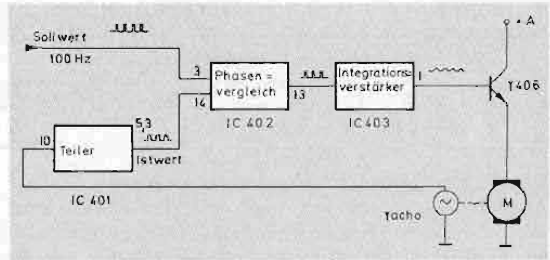 Sollwert
100 Hz
3
14
Phasen=
vergleich
IC 402
13
Integrations=
verstärker
IC 403
1
+ A
T406
10
Teiler
5,3
Istwert
IC 401
Tacho
M